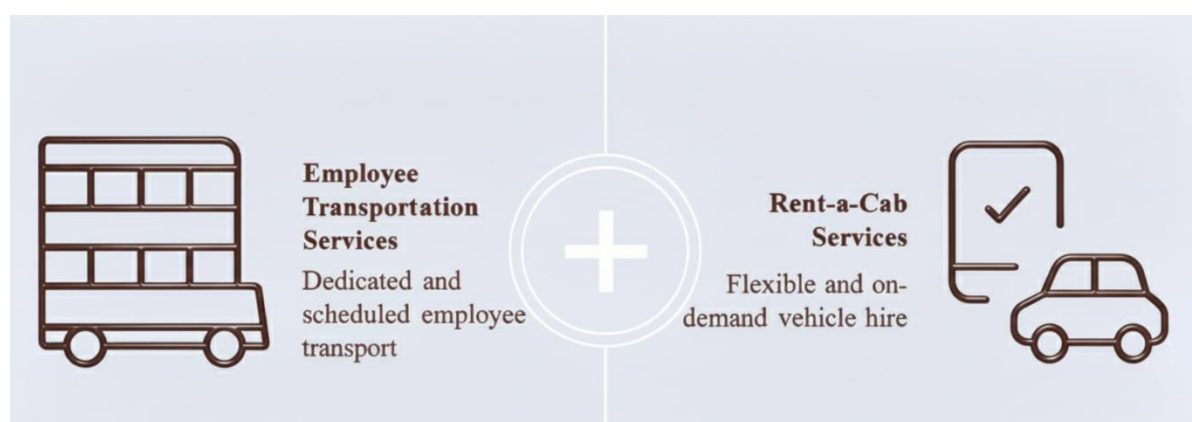 Employee
Transportation
Services
Dedicated and
scheduled employee
transport
Rent-a-Cab
Services
Flexible and on-
demand vehicle hire